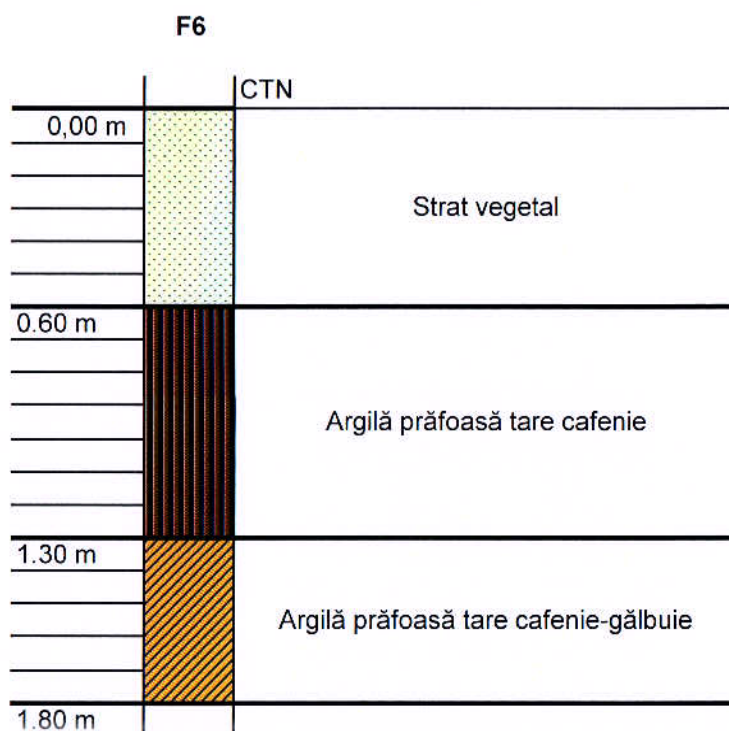 F6
CTN
0,00 m
Strat vegetal
0.60 m
Argilă prăfoasă tare cafenie
1.30 m
Argilă prăfoasă tare cafenie-gălbuie
1.80 m